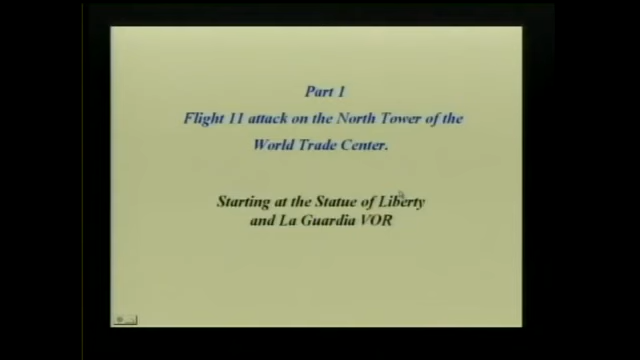 Part 1
Flight 11 attack on the North Tower of the
World Trade Center.
Starting at the Statue of Liberty
and La Guardia VOR